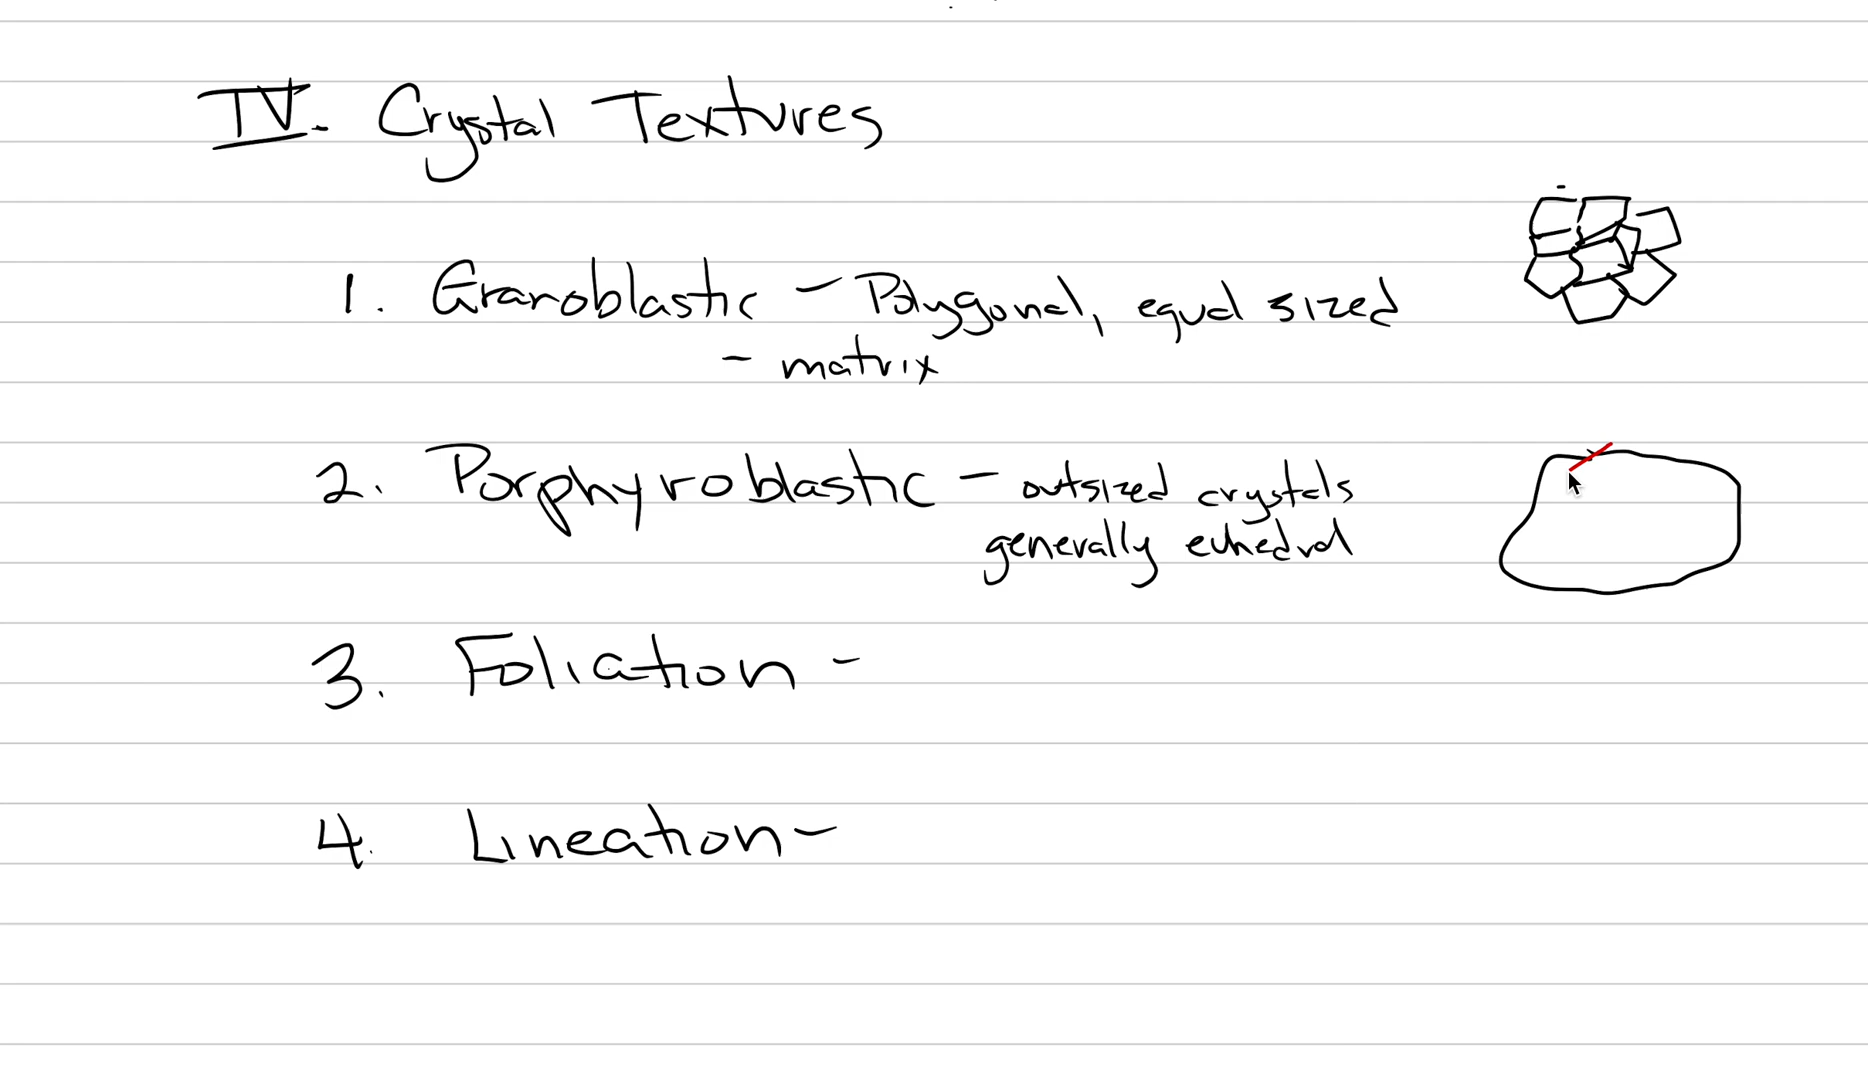 IV. Crystal Textures
1. Granoblastic - Polygonal, equal sized
- matrix
2. Porphyroblastic - outsized crystals
generally euhedral
3. Foliation -
4. Lineation -